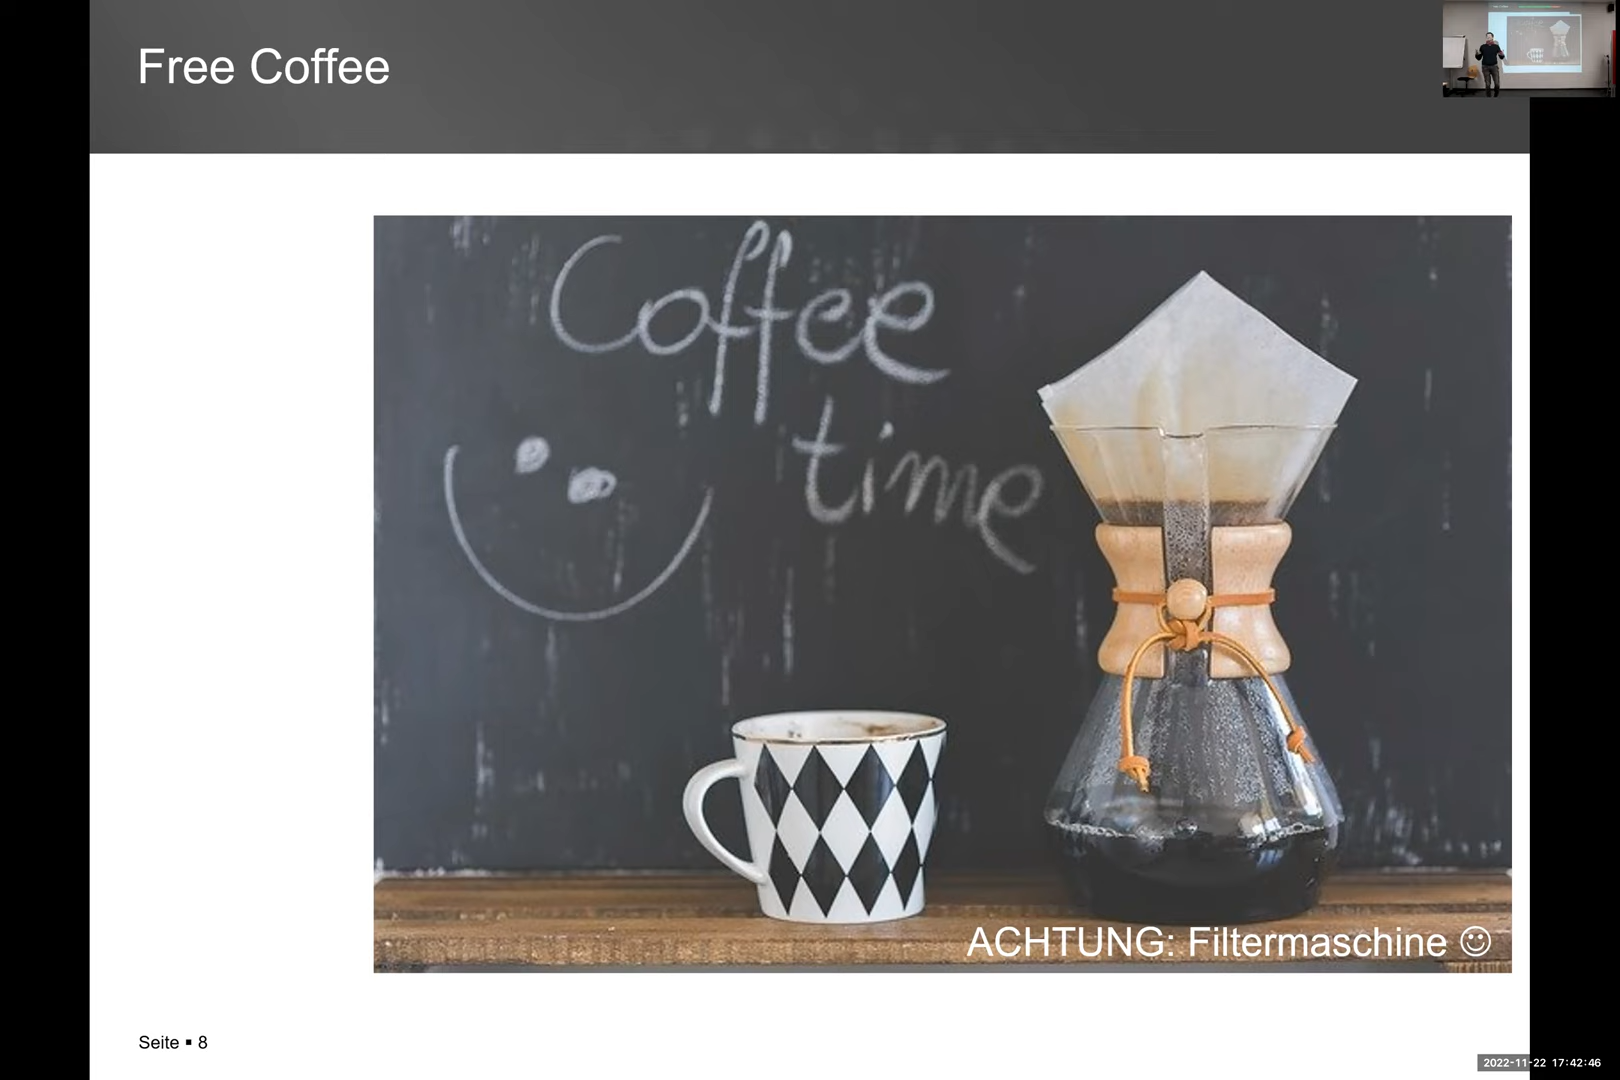 Free Coffee
Coffee
time
ACHTUNG: Filtermaschine ☺
Seite ▪ 8
2022-11-22 17:42:46